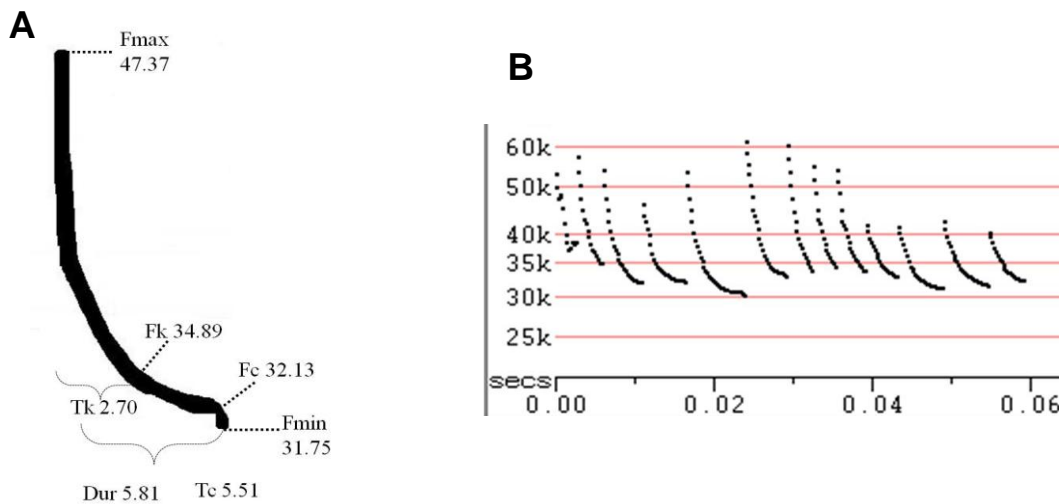 A
Fmax
47.37
Fk 34.89
Fc 32.13
Tk 2.70
Fmin
31.75
Dur 5.81 Tc 5.51
B
60k
50k
40k
35k
30k
25k
secs
0.00 0.02 0.04 0.06